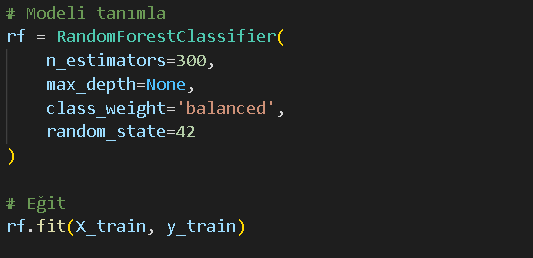 # Modeli tanımla
rf = RandomForestClassifier(
    n_estimators=300,
    max_depth=None,
    class_weight='balanced',
    random_state=42
)
# Eğit
rf.fit(X_train, y_train)